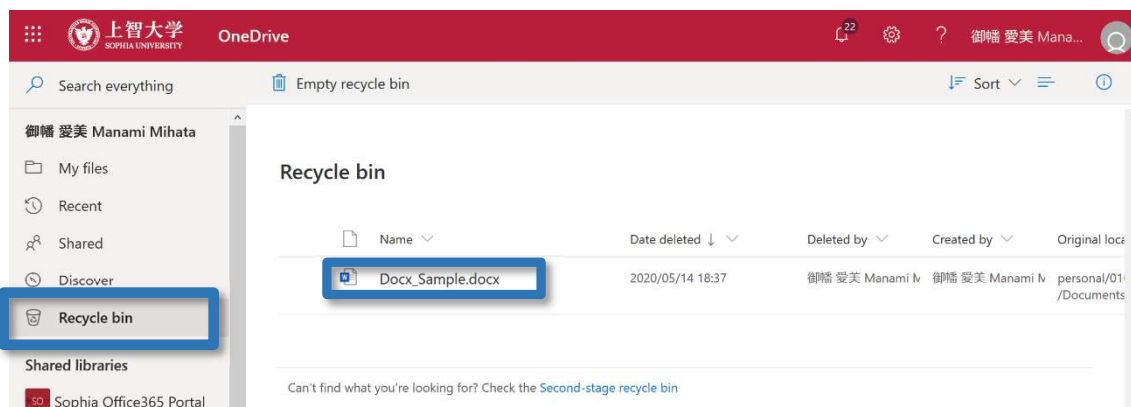 上智大学
SOPHIA UNIVERSITY
OneDrive
22
? 御幡 愛美 Mana...
Search everything
Empty recycle bin
Sort
御幡 愛美 Manami Mihata
My files
Recent
Shared
Discover
Recycle bin
Shared libraries
SO Sophia Office365 Portal
Recycle bin
Name Date deleted ↓ Deleted by Created by Original loca
Docx_Sample.docx 2020/05/14 18:37 御幡 愛美 Manami M 御幡 愛美 Manami M personal/01
/Documents
Can't find what you're looking for? Check the Second-stage recycle bin